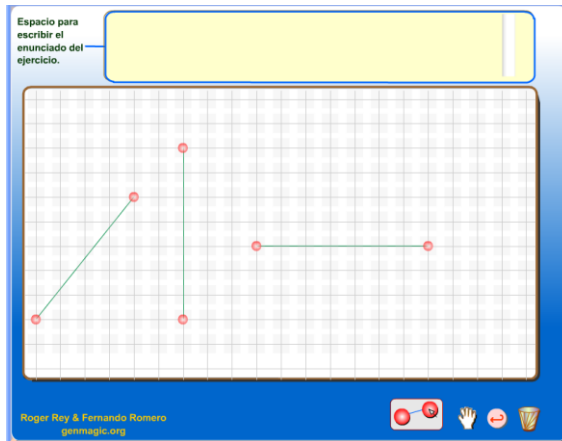 Espacio para
escribir el
enunciado del
ejercicio.
Roger Rey & Fernando Romero
genmagic.org